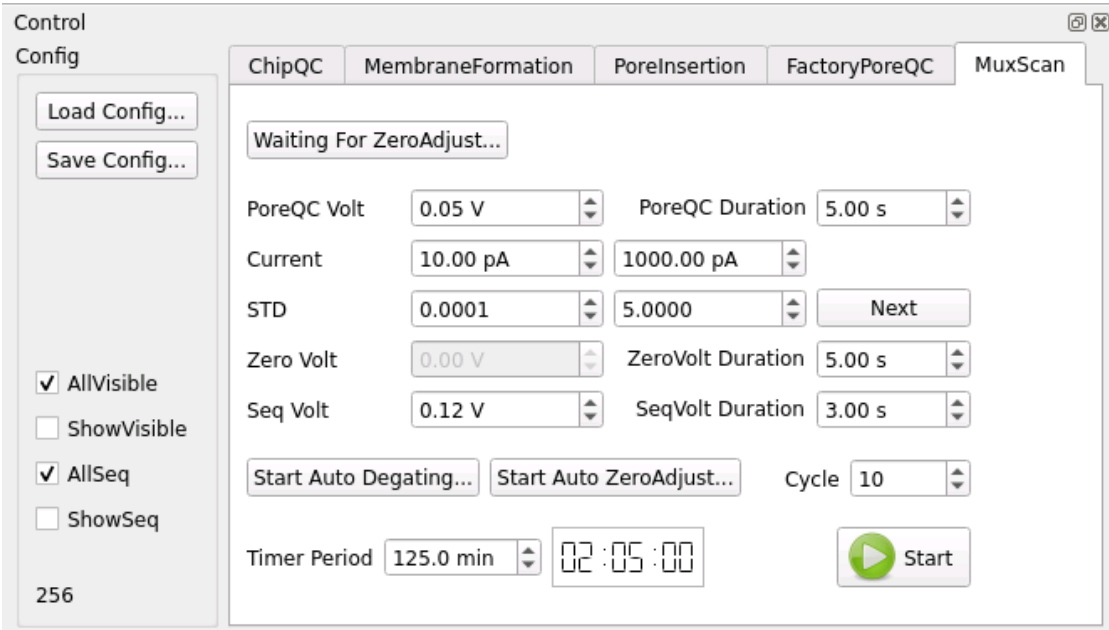 Control
Config
Load Config...
Save Config...
AllVisible
ShowVisible
AllSeq
ShowSeq
256
ChipQC MembraneFormation PoreInsertion FactoryPoreQC MuxScan
Waiting For ZeroAdjust...
PoreQC Volt 0.05 V PoreQC Duration 5.00 s
Current 10.00 pA 1000.00 pA
STD 0.0001 5.0000 Next
Zero Volt 0.00 V ZeroVolt Duration 5.00 s
Seq Volt 0.12 V SeqVolt Duration 3.00 s
Start Auto Degating... Start Auto ZeroAdjust... Cycle 10
Timer Period 125.0 min 02:05:00 Start